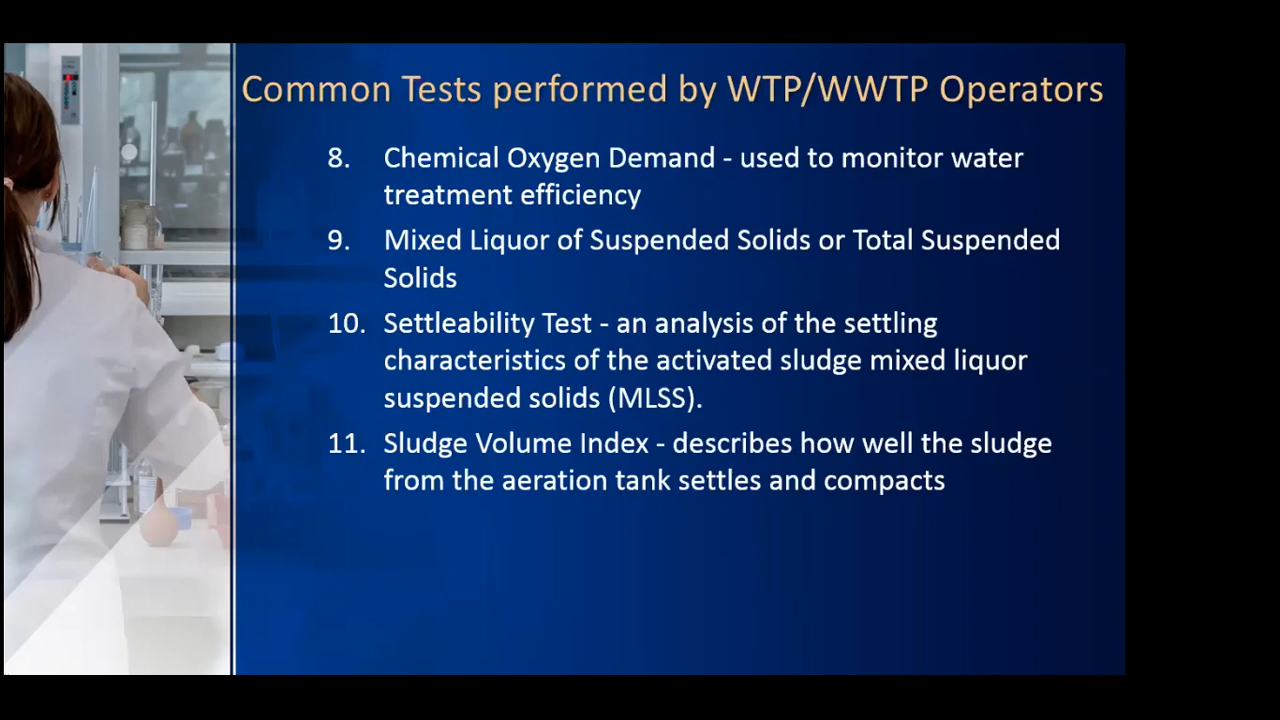 Common Tests performed by WTP/WWTP Operators
8. Chemical Oxygen Demand - used to monitor water
treatment efficiency
9. Mixed Liquor of Suspended Solids or Total Suspended
Solids
10. Settleability Test - an analysis of the settling
characteristics of the activated sludge mixed liquor
suspended solids (MLSS).
11. Sludge Volume Index - describes how well the sludge
from the aeration tank settles and compacts